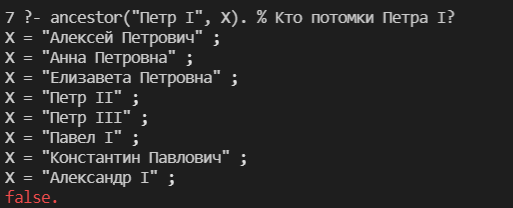 7 ?- ancestor("Петр I", X). % Кто потомки Петра I?
X = "Алексей Петрович" ;
X = "Анна Петровна" ;
X = "Елизавета Петровна" ;
X = "Петр II" ;
X = "Петр III" ;
X = "Павел I" ;
X = "Константин Павлович" ;
X = "Александр I" ;
false.